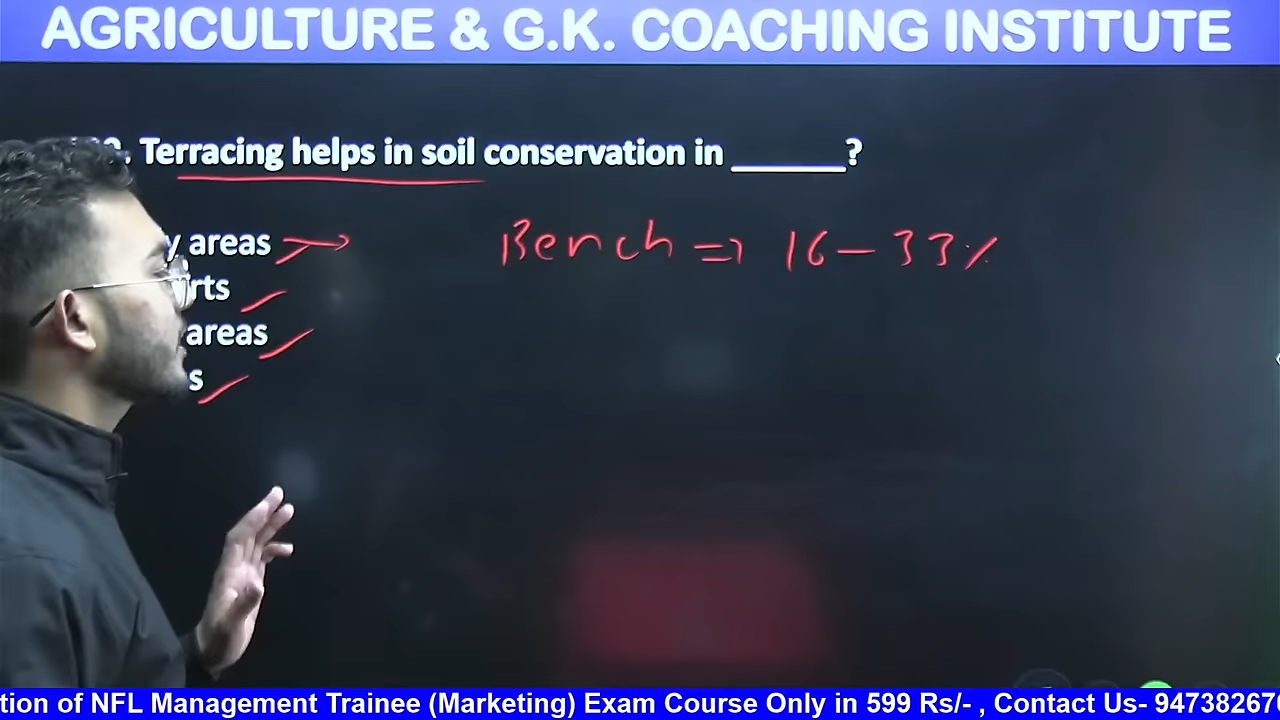 AGRICULTURE & G.K. COACHING INSTITUTE
Terracing helps in soil conservation in ______?
areas
Bench => 16-33%
areas
tion of NFL Management Trainee (Marketing) Exam Course Only in 599 Rs/- , Contact Us- 947382670